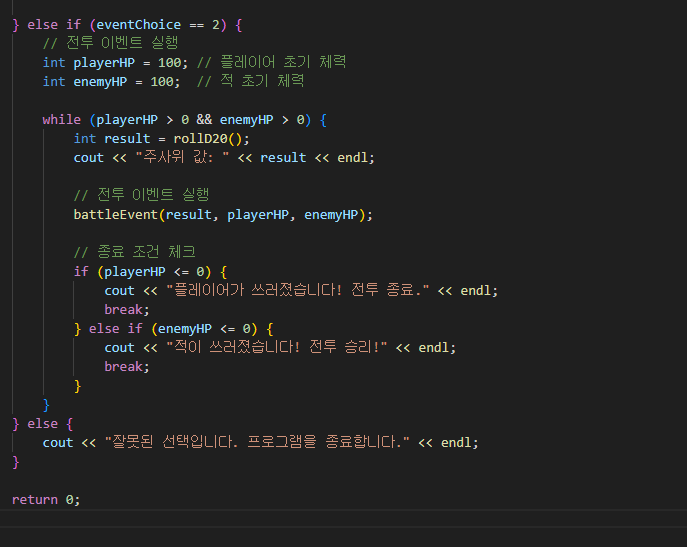 } else if (eventChoice == 2) {
// 전투 이벤트 실행
int playerHP = 100; // 플레이어 초기 체력
int enemyHP = 100;  // 적 초기 체력
while (playerHP > 0 && enemyHP > 0) {
int result = rollD20();
cout << "주사위 값: " << result << endl;
// 전투 이벤트 실행
battleEvent(result, playerHP, enemyHP);
// 종료 조건 체크
if (playerHP <= 0) {
cout << "플레이어가 쓰러졌습니다! 전투 종료." << endl;
break;
} else if (enemyHP <= 0) {
cout << "적이 쓰러졌습니다! 전투 승리!" << endl;
break;
}
}
} else {
cout << "잘못된 선택입니다. 프로그램을 종료합니다." << endl;
}
return 0;